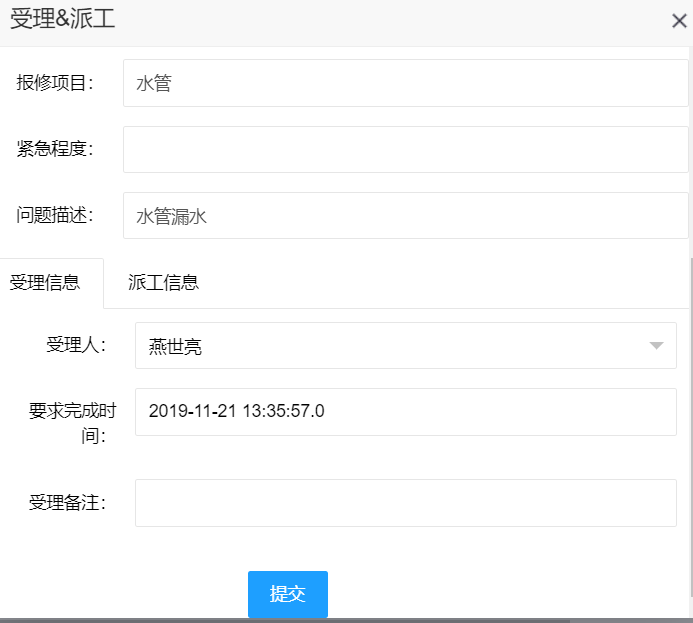 受理&派工
报修项目： 水管
紧急程度：
问题描述： 水管漏水
受理信息 派工信息
受理人： 燕世亮
要求完成时 2019-11-21 13:35:57.0
间：
受理备注：
提交